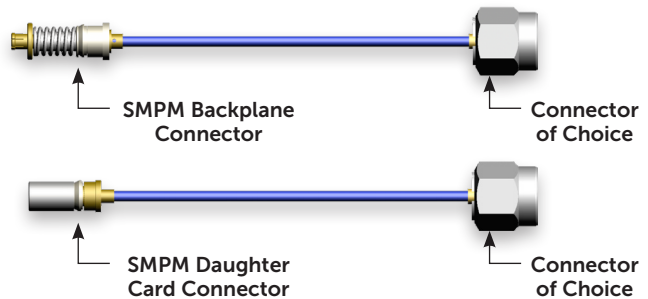 SMPM Backplane
Connector
Connector
of Choice
SMPM Daughter
Card Connector
Connector
of Choice